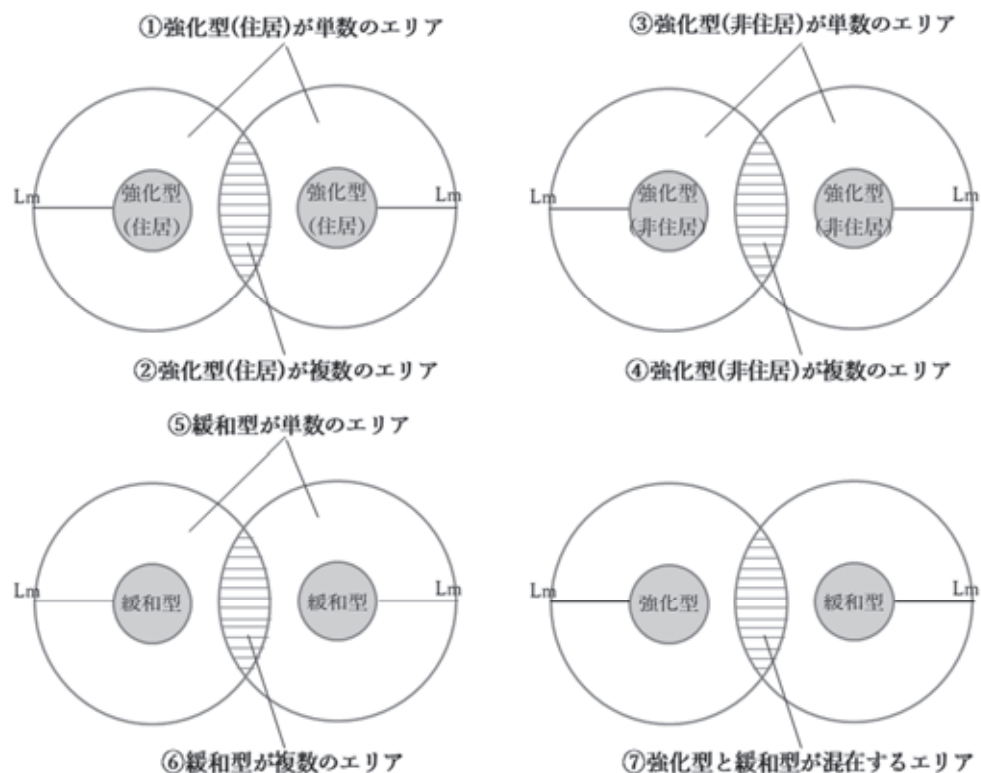 ①強化型(住居)が単数のエリア
Lm
強化型
(住居)
強化型
(住居)
Lm
②強化型(住居)が複数のエリア
③強化型(非住居)が単数のエリア
Lm
強化型
(非住居)
強化型
(非住居)
Lm
④強化型(非住居)が複数のエリア
⑤緩和型が単数のエリア
Lm
緩和型
緩和型
Lm
⑥緩和型が複数のエリア
Lm
強化型
緩和型
Lm
⑦強化型と緩和型が混在するエリア